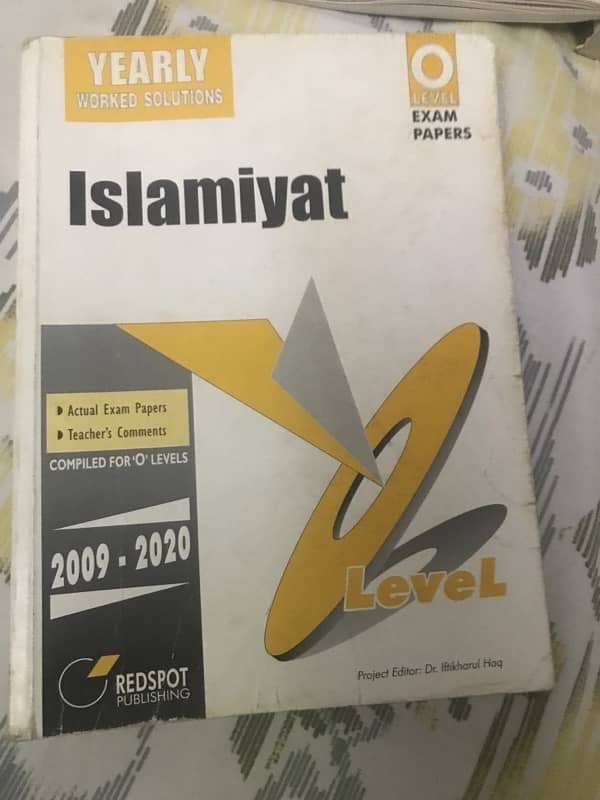 YEARLY
WORKED SOLUTIONS
O
LEVEL
EXAM
PAPERS
Islamiyat
Actual Exam Papers
Teacher's Comments
COMPILED FOR 'O' LEVELS
2009 - 2020
LeveL
REDSPOT
PUBLISHING
Project Editor: Dr. Iftikharul Haq